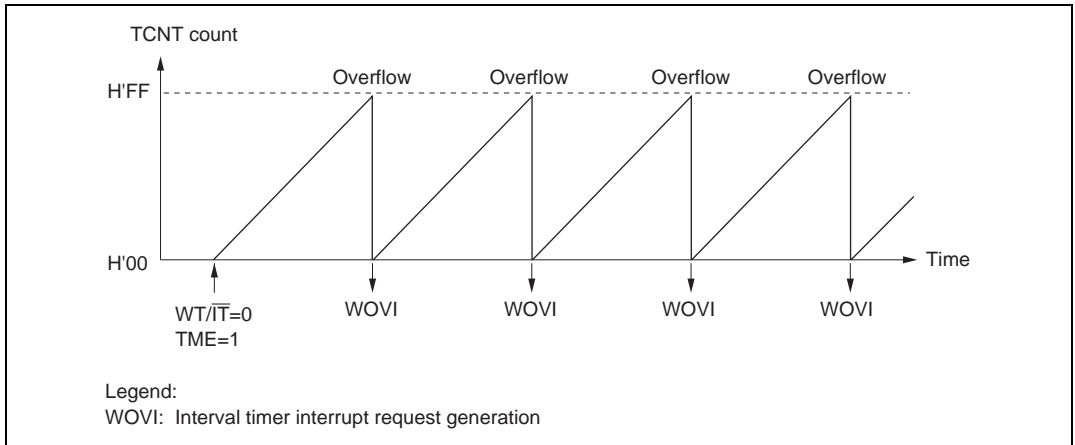 TCNT count
Overflow Overflow Overflow Overflow
H'FF
H'00
Time
WT/I̅T̅=0
TME=1
WOVI WOVI WOVI WOVI
Legend:
WOVI: Interval timer interrupt request generation